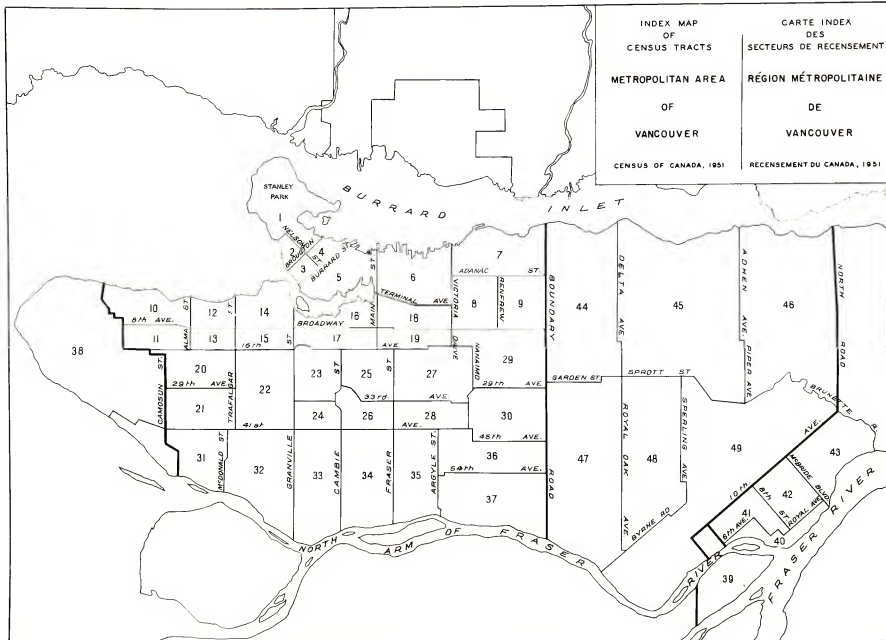 INDEX MAP
OF
CENSUS TRACTS
METROPOLITAN AREA
OF
VANCOUVER
CENSUS OF CANADA, 1951
CARTE INDEX
DES
SECTEURS DE RECENSEMENT
RÉGION MÉTROPOLITAINE
DE
VANCOUVER
RECENSEMENT DU CANADA, 1951
STANLEY
PARK
BURRARD INLET
1
NELSON
2
BROUGHTON ST
4
3
BURRARD ST
5
MAIN ST
6
7
ADANAC ST.
TERMINAL AVE.
VICTORIA DRIVE
8
RENFREW
9
BOUNDARY ROAD
44
DELTA AVE.
45
ADHEN AVE.
PIPER AVE
46
NORTH ROAD
10
8th AVE.
ALMA ST
12
14
BROADWAY
16
18
11
13
15
16th AVE
17
19
38
CAMOSUN ST.
20
29th AVE
TRAFALGAR ST
22
23
25
27
NANAIMO
29
29th AVE.
GARDEN ST
SPROTT ST
33rd AVE.
21
24
26
28
30
41st AVE.
45th AVE.
BRUNETTE R.
31
McDONALD ST
32
GRANVILLE ST
33
CAMBIE ST
34
FRASER ST
35
ARGYLE ST.
36
54th AVE.
37
47
ROYAL OAK AVE.
48
SPERLING AVE
49
BYRNE RD
10th AVE.
43
McBRIDE BLVD
42
8th ST
ROYAL AVE
41
6th AVE.
40
39
NORTH ARM OF FRASER RIVER
FRASER RIVER